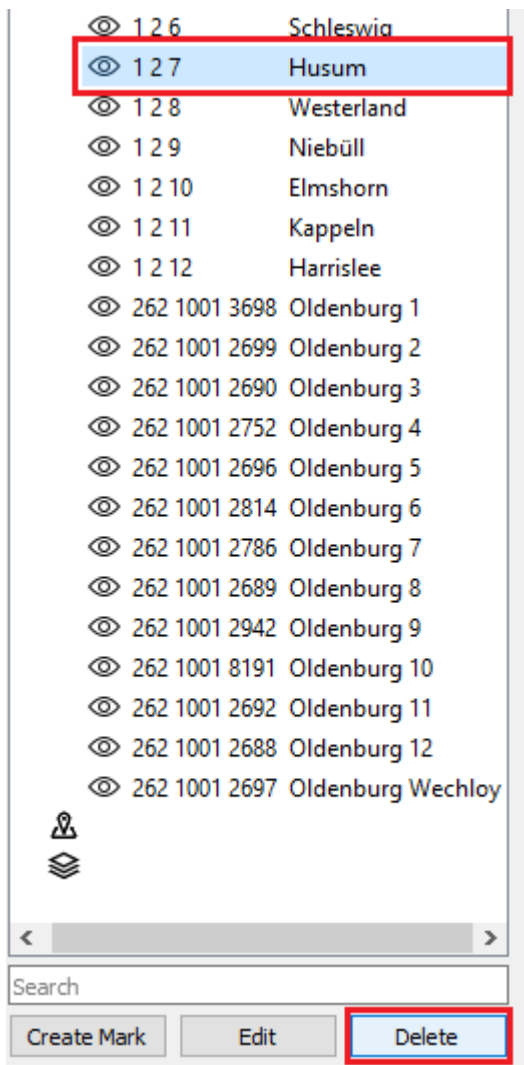 1 2 6 Schleswig
1 2 7 Husum
1 2 8 Westerland
1 2 9 Niebüll
1 2 10 Elmshorn
1 2 11 Kappeln
1 2 12 Harrislee
262 1001 3698 Oldenburg 1
262 1001 2699 Oldenburg 2
262 1001 2690 Oldenburg 3
262 1001 2752 Oldenburg 4
262 1001 2696 Oldenburg 5
262 1001 2814 Oldenburg 6
262 1001 2786 Oldenburg 7
262 1001 2689 Oldenburg 8
262 1001 2942 Oldenburg 9
262 1001 8191 Oldenburg 10
262 1001 2692 Oldenburg 11
262 1001 2688 Oldenburg 12
262 1001 2697 Oldenburg Wechloy
Search
Create Mark Edit Delete